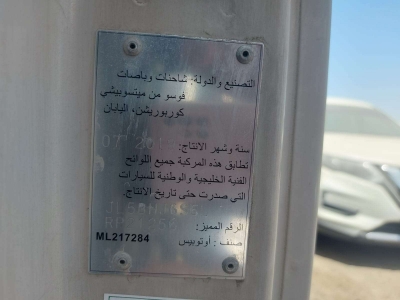 التصنيع والدولة: شاحنات وباصات
فوسو من ميتسوبيشي
كوربوريشن، اليابان
سنة وشهر الانتاج:
تطابق هذه المركبة جميع اللوائح
الفنية الخليجية والوطنية للسيارات
التي صدرت حتى تاريخ الانتاج.
الرقم المميز:
صنف : أوتوبيس
ML217284